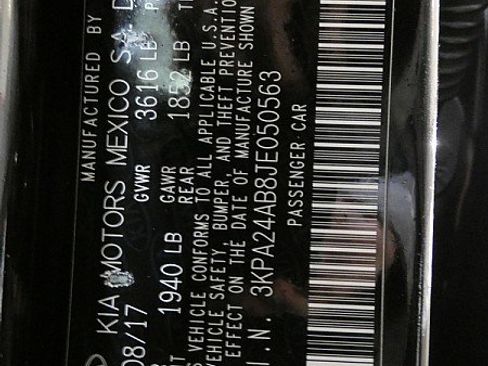 MANUFACTURED BY
KIA MOTORS MEXICO S.A. D
08/17 GVWR 3616 LB
GAWR
1940 LB REAR 1852 LB
S VEHICLE CONFORMS TO ALL APPLICABLE U.S.A.
VEHICLE SAFETY, BUMPER, AND THEFT PREVENTIO
EFFECT ON THE DATE OF MANUFACTURE SHOWN
I.N. 3KPA24AB8JE050563
PASSENGER CAR